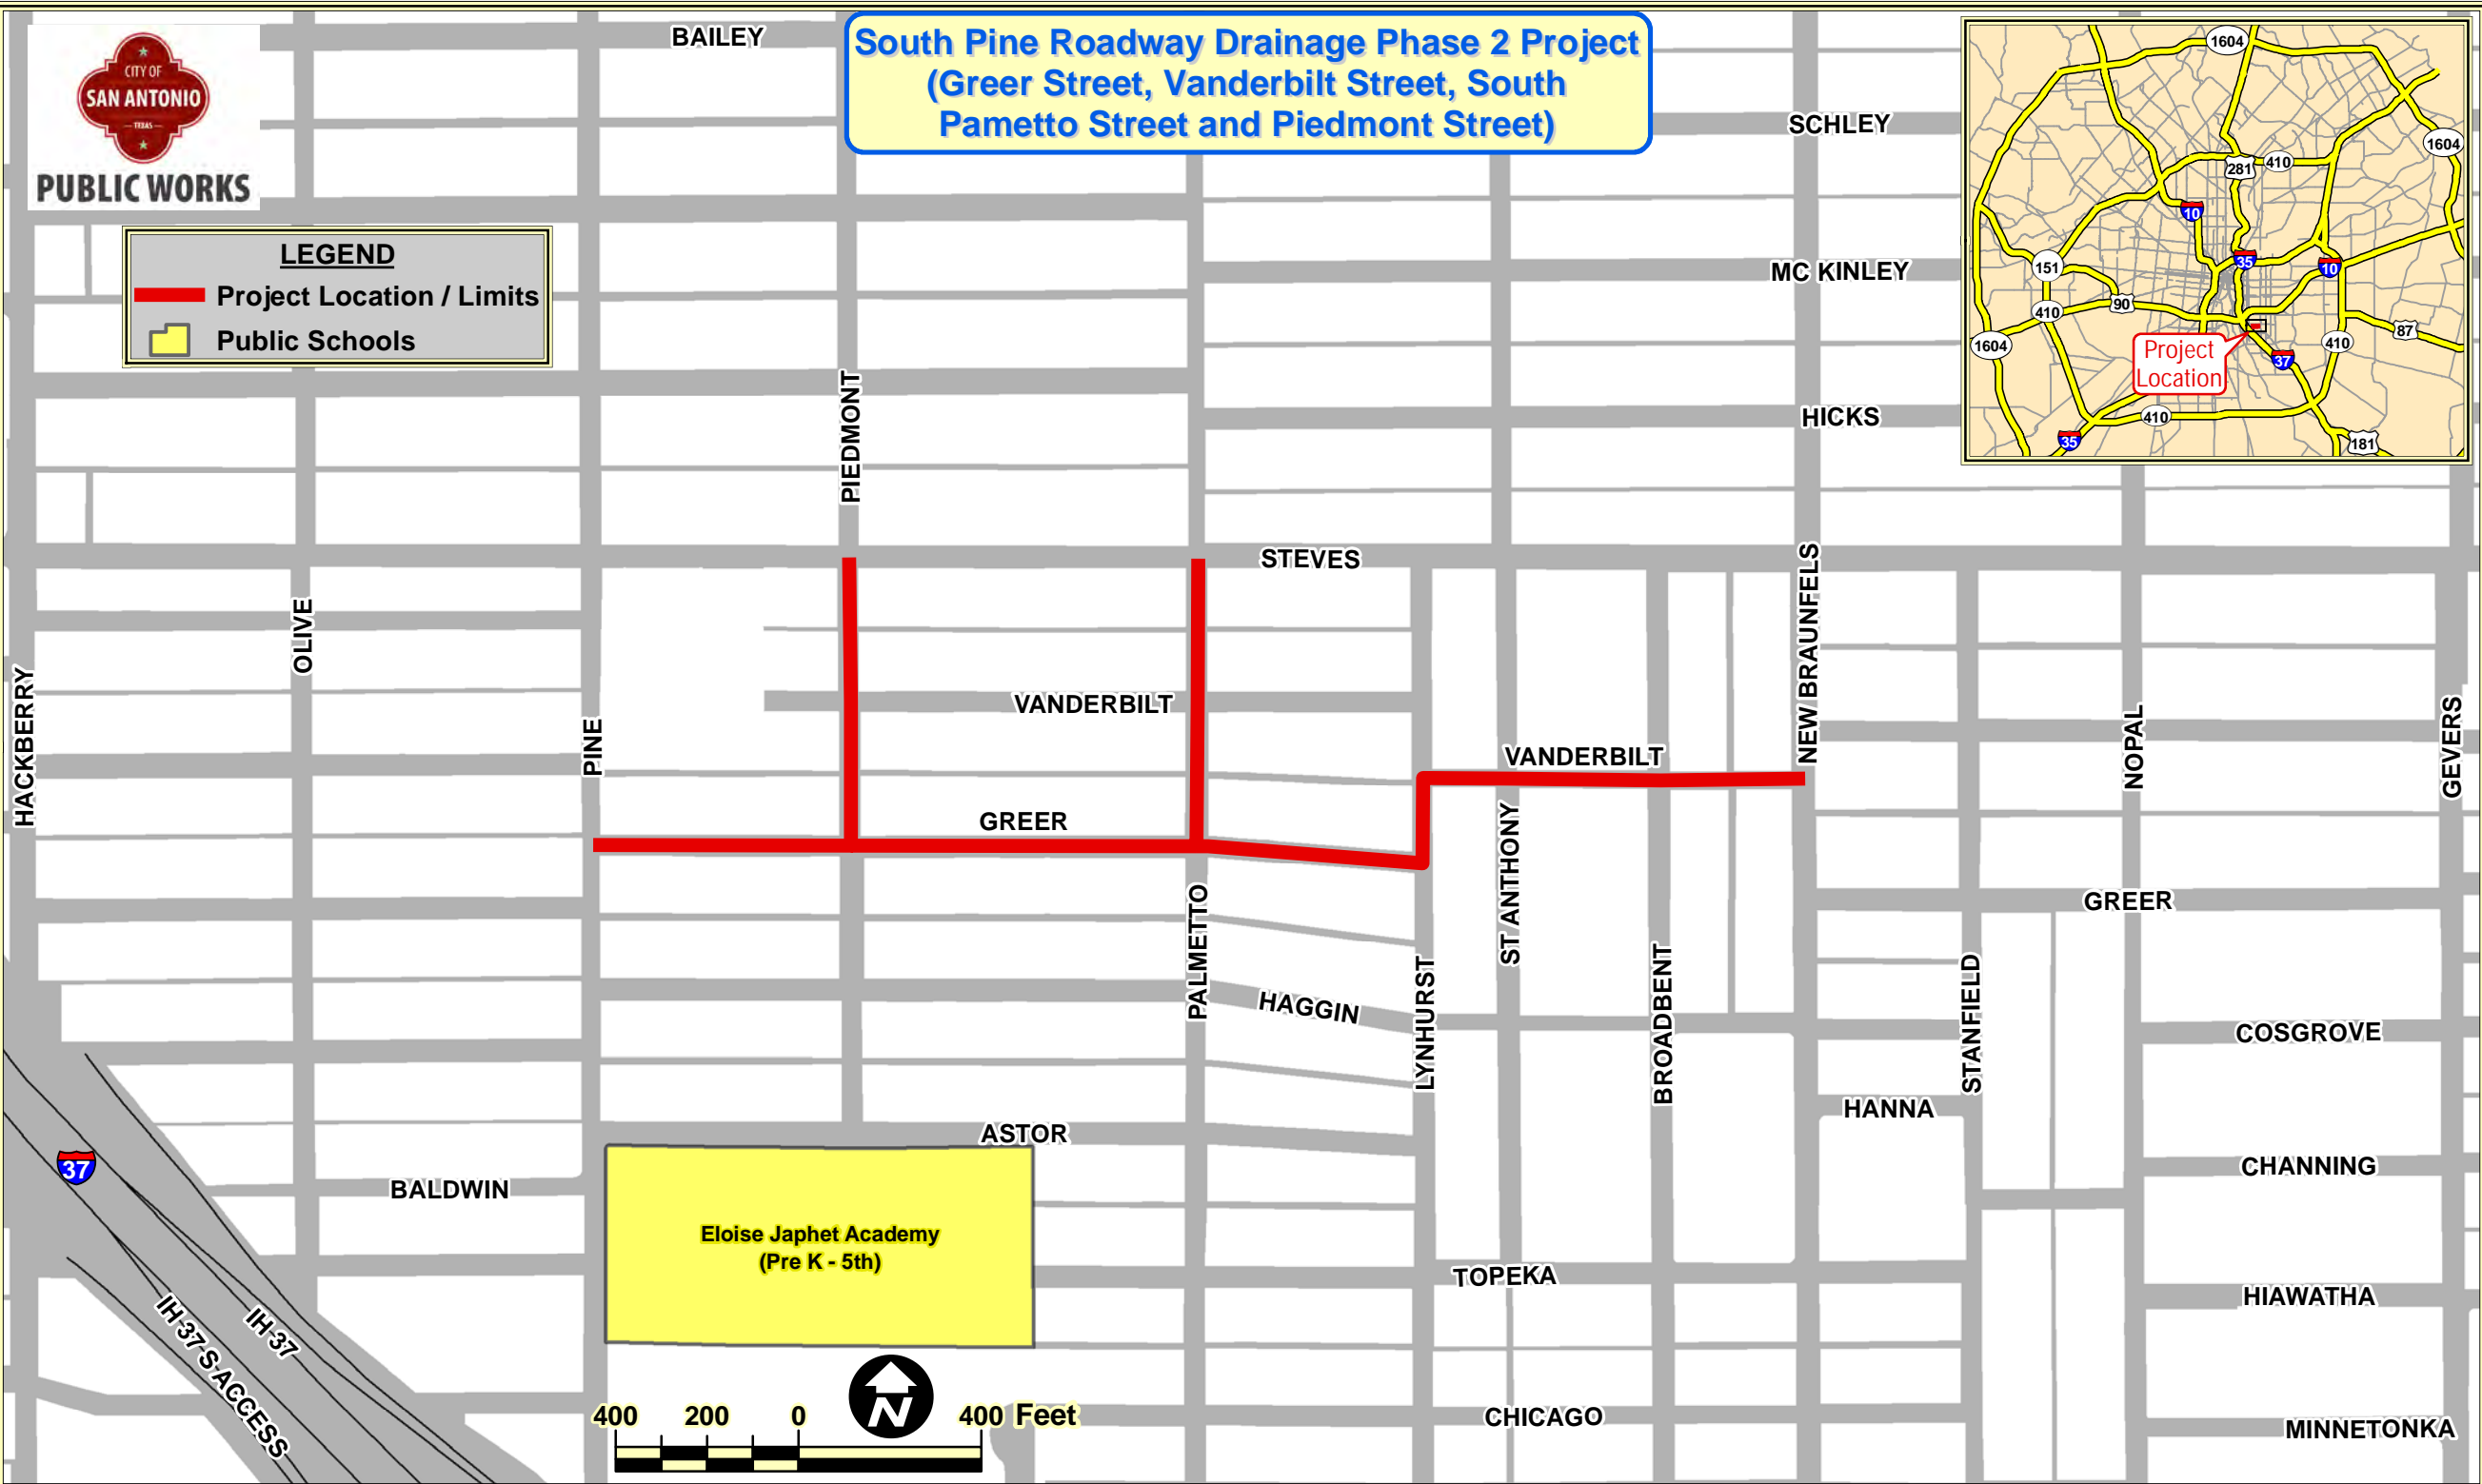 South Pine Roadway Drainage Phase 2 Project
(Greer Street, Vanderbilt Street, South
Pametto Street and Piedmont Street)
CITY OF
SAN ANTONIO
TEXAS
PUBLIC WORKS
LEGEND
Project Location / Limits
Public Schools
BAILEY
SCHLEY
MC KINLEY
HICKS
1604
1604
281
410
10
35
10
151
90
410
1604
87
410
Project
Location
37
410
35
181
PIEDMONT
STEVES
OLIVE
HACKBERRY
PINE
VANDERBILT
VANDERBILT
NEW BRAUNFELS
NOPAL
GEVERS
GREER
ST ANTHONY
PALMETTO
GREER
HAGGIN
LYNHURST
BROADBENT
STANFIELD
COSGROVE
HANNA
ASTOR
37
BALDWIN
CHANNING
Eloise Japhet Academy
(Pre K - 5th)
TOPEKA
HIAWATHA
IH 37
IH 37 S ACCESS
N
400 200 0 400 Feet
CHICAGO
MINNETONKA